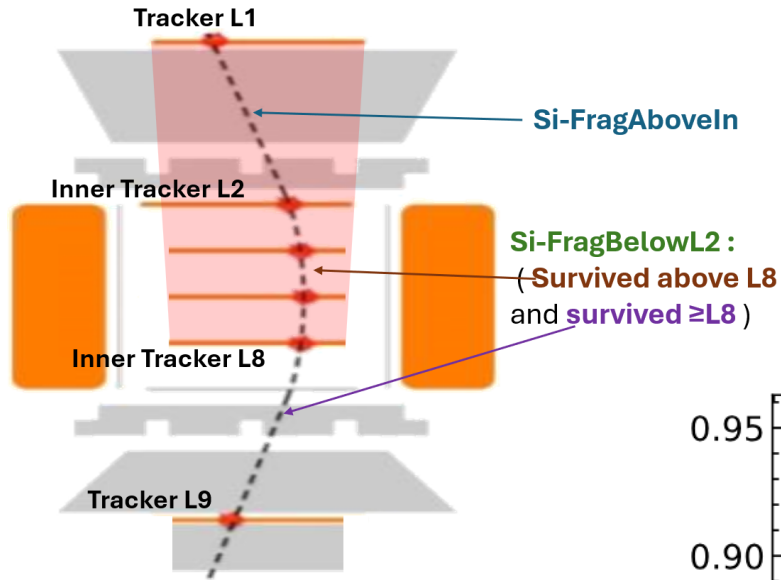 Tracker L1
Si-FragAboveIn
Inner Tracker L2
Si-FragBelowL2 :
( Survived above L8
and survived ≥L8 )
Inner Tracker L8
0.95
Tracker L9
0.90